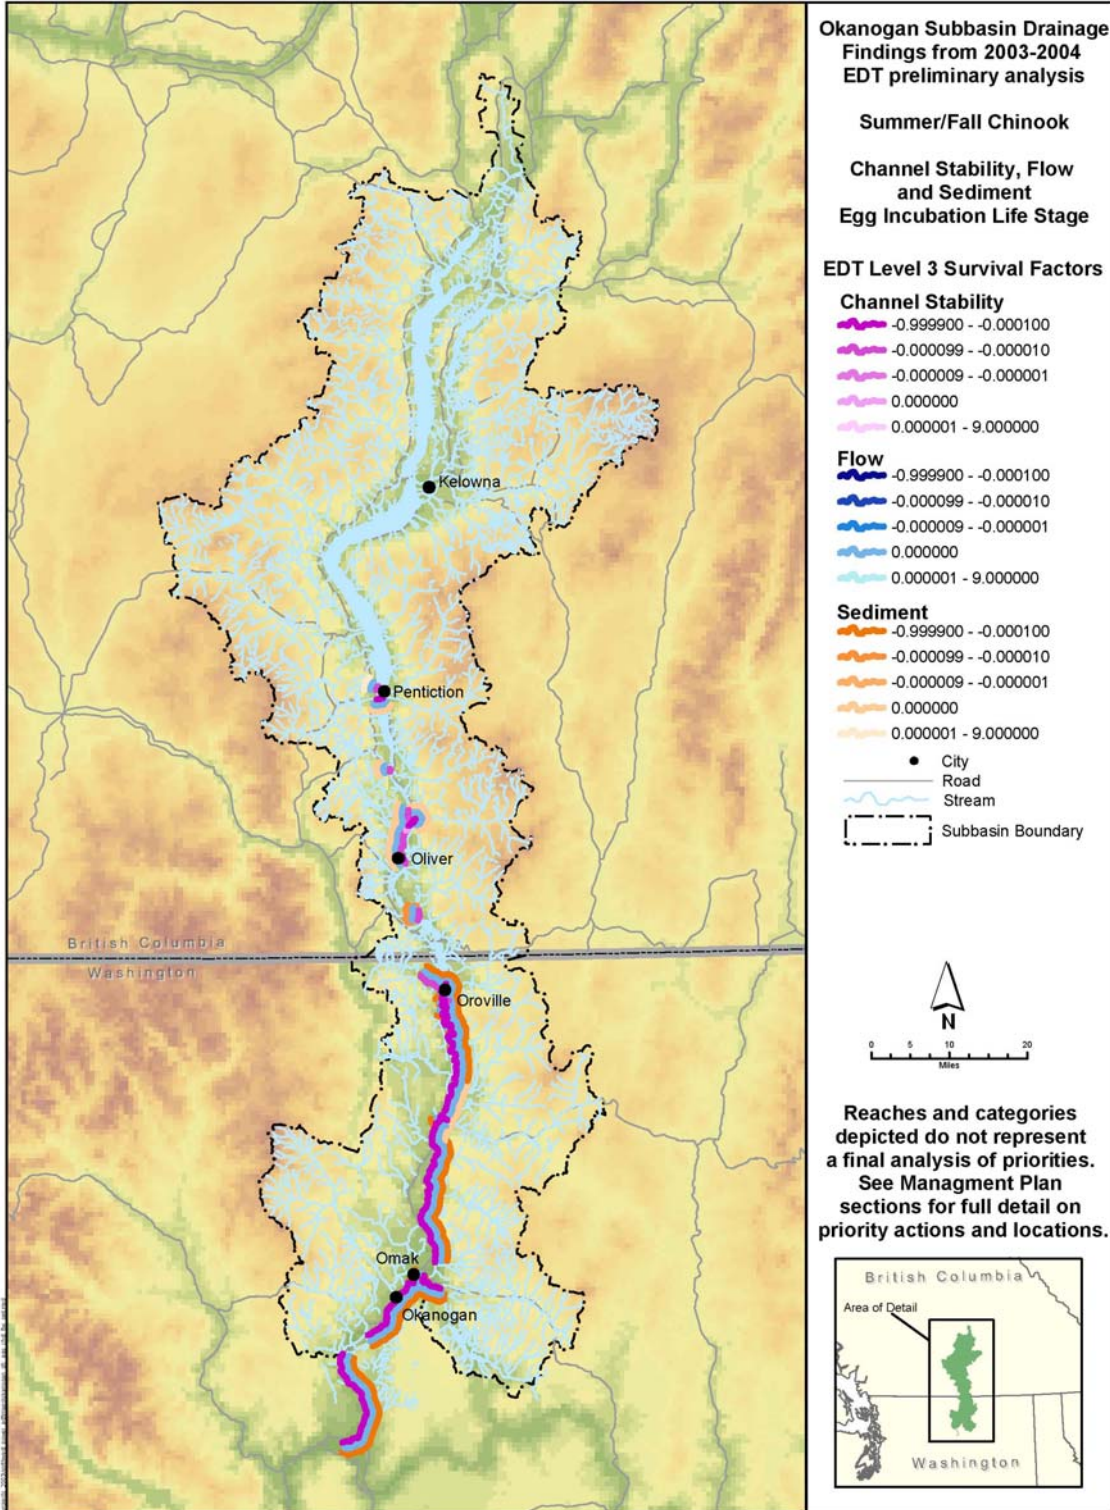 Okanogan Subbasin Drainage
Findings from 2003-2004
EDT preliminary analysis
Summer/Fall Chinook
Channel Stability, Flow
and Sediment
Egg Incubation Life Stage
EDT Level 3 Survival Factors
Channel Stability
-0.999900 - -0.000100
-0.000099 - -0.000010
-0.000009 - -0.000001
0.000000
0.000001 - 9.000000
Flow
-0.999900 - -0.000100
-0.000099 - -0.000010
-0.000009 - -0.000001
0.000000
0.000001 - 9.000000
Sediment
-0.999900 - -0.000100
-0.000099 - -0.000010
-0.000009 - -0.000001
0.000000
0.000001 - 9.000000
City
Road
Stream
Subbasin Boundary
Kelowna
Pentiction
Oliver
British Columbia
Washington
Oroville
Omak
Okanogan
N
0 5 10 20
Miles
Reaches and categories
depicted do not represent
a final analysis of priorities.
See Managment Plan
sections for full detail on
priority actions and locations.
British Columbia
Area of Detail
Washington